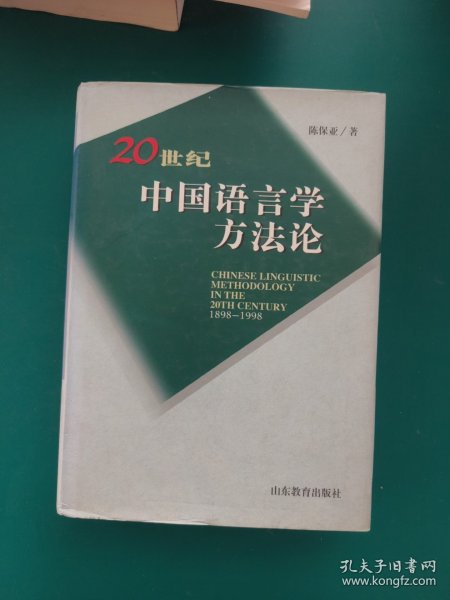 陈保亚/著
20世纪
中国语言学
方法论
CHINESE LINGUISTIC
METHODOLOGY
IN THE
20TH CENTURY
1898-1998
山东教育出版社
孔夫子旧书网
www.kongfz.com